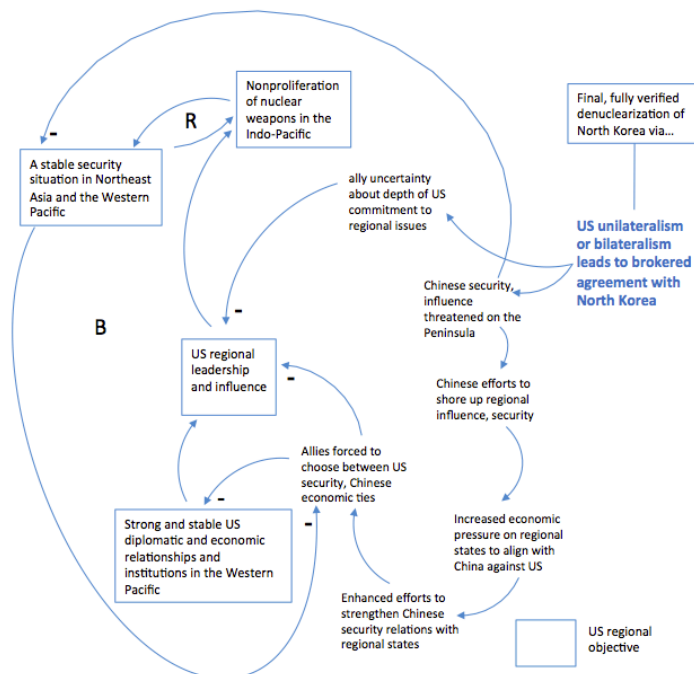 Nonproliferation
of nuclear
weapons in the
Indo-Pacific
Final, fully verified
denuclearization of
North Korea via...
R
-
A stable security
situation in Northeast
Asia and the Western
Pacific
ally uncertainty
about depth of US
commitment to
regional issues
US unilateralism
or bilateralism
leads to brokered
agreement with
North Korea
Chinese security,
influence
threatened on the
Peninsula
-
B
US regional
leadership
and influence
-
Chinese efforts to
shore up regional
influence, security
Allies forced to
choose between US
security, Chinese
economic ties
-
-
Strong and stable US
diplomatic and economic
relationships and
institutions in the Western
Pacific
Increased economic
pressure on regional
states to align with
China against US
Enhanced efforts to
strengthen Chinese
security relations with
regional states
US regional
objective